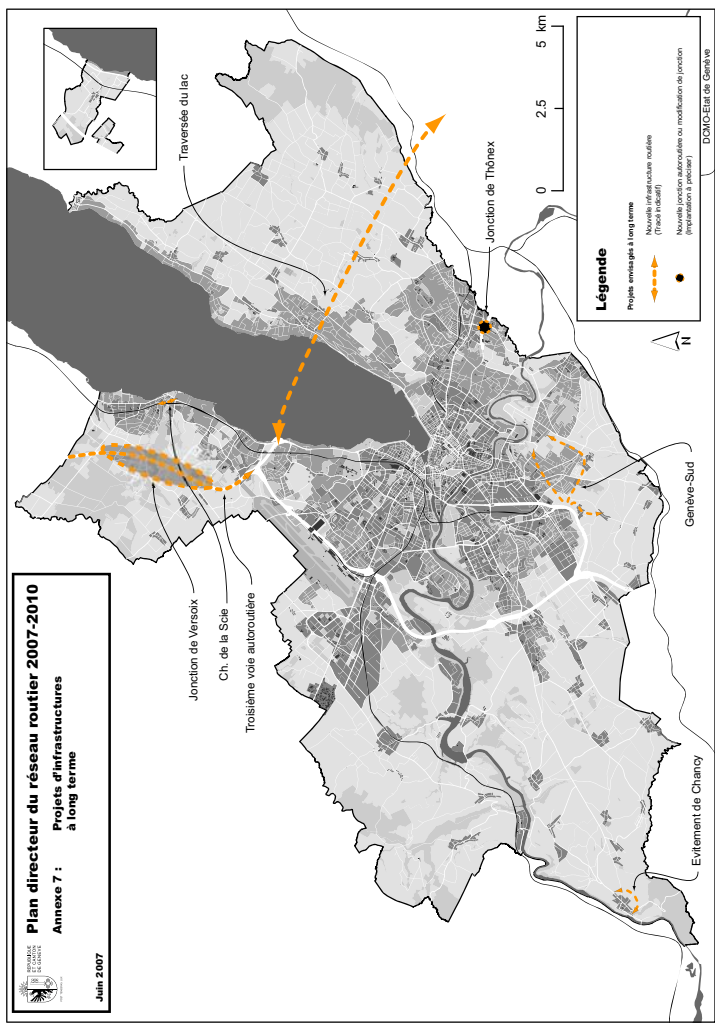 REPUBLIQUE
ET CANTON
DE GENEVE
Plan directeur du réseau routier 2007-2010
Annexe 7 : Projets d'infrastructures
à long terme
Juin 2007
Jonction de Versoix
Ch. de la Scie
Troisième voie autoroutière
Traversée du lac
Jonction de Thônex
Genève-Sud
Evitement de Chancy
0 2.5 5 km
N
Légende
Projets envisagés à long terme
Nouvelle infrastructure routière
(Tracé indicatif)
Nouvelle jonction autoroutière ou modification de jonction
(Implantation à préciser)
DCMO-Etat de Genève